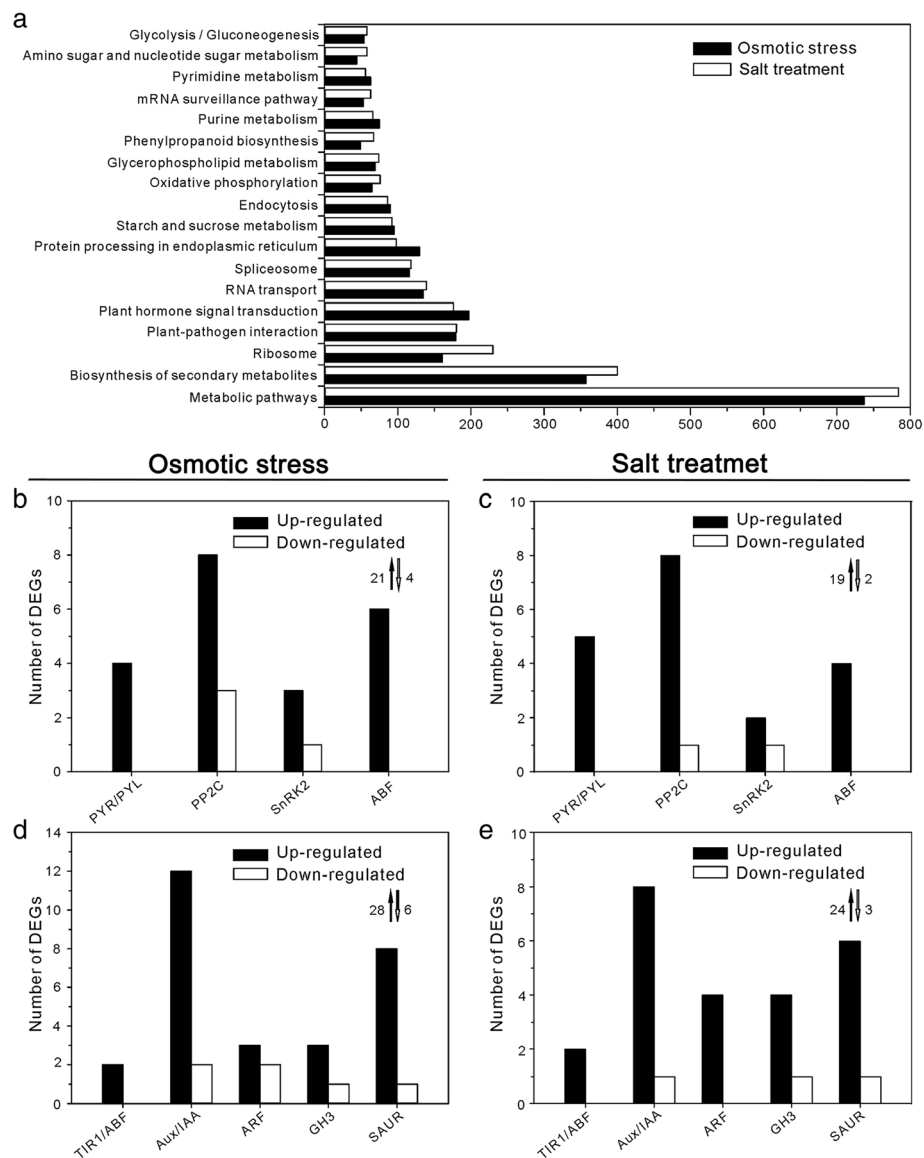 a
Glycolysis / Gluconeogenesis
Amino sugar and nucleotide sugar metabolism
Pyrimidine metabolism
mRNA surveillance pathway
Purine metabolism
Phenylpropanoid biosynthesis
Glycerophospholipid metabolism
Oxidative phosphorylation
Endocytosis
Starch and sucrose metabolism
Protein processing in endoplasmic reticulum
Spliceosome
RNA transport
Plant hormone signal transduction
Plant-pathogen interaction
Ribosome
Biosynthesis of secondary metabolites
Metabolic pathways
Osmotic stress
Salt treatment
0 100 200 300 400 500 600 700 800
Osmotic stress
Salt treatmet
b
Number of DEGs
10
8
6
4
2
0
Up-regulated
Down-regulated
21 4
PYR/PYL PP2C SnRK2 ABF
c
Number of DEGs
10
8
6
4
2
0
Up-regulated
Down-regulated
19 2
PYR/PYL PP2C SnRK2 ABF
d
Number of DEGs
14
12
10
8
6
4
2
0
Up-regulated
Down-regulated
28 6
TIR1/ABF Aux/IAA ARF GH3 SAUR
e
Number of DEGs
10
8
6
4
2
0
Up-regulated
Down-regulated
24 3
TIR1/ABF Aux/IAA ARF GH3 SAUR